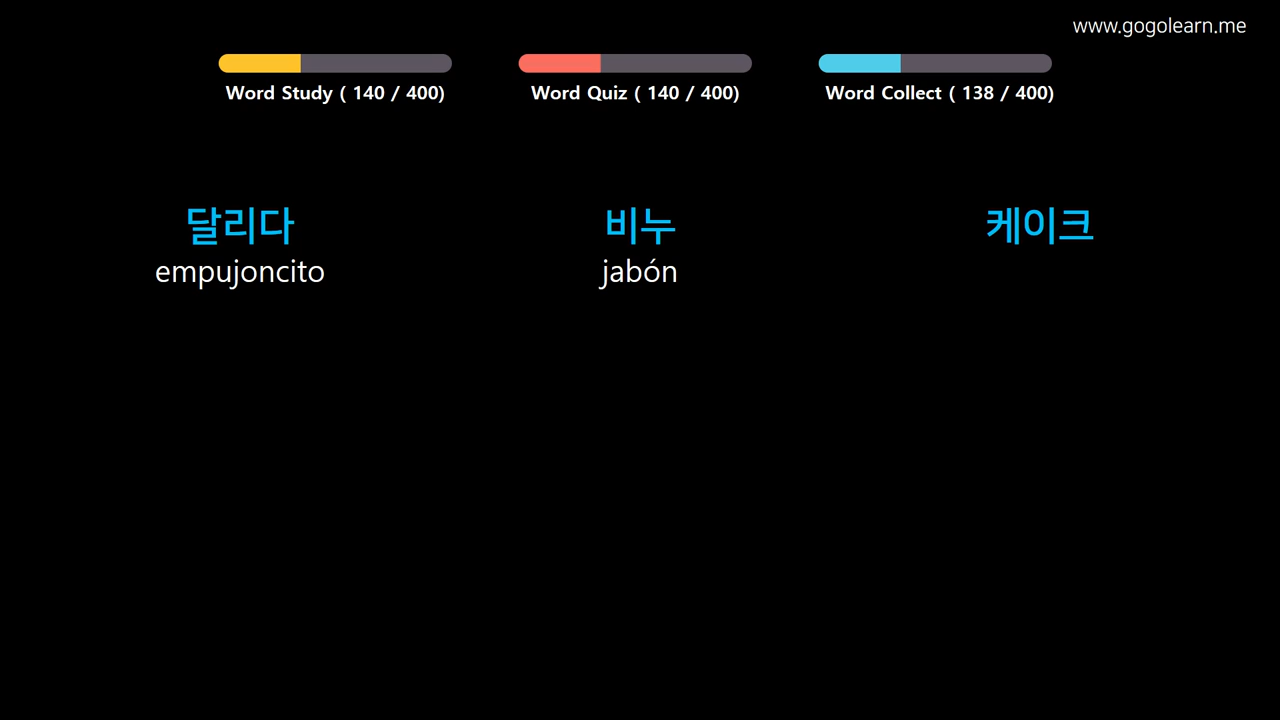 www.gogolearn.me
Word Study ( 140 / 400)
Word Quiz ( 140 / 400)
Word Collect ( 138 / 400)
달리다
empujoncito
비누
jabón
케이크